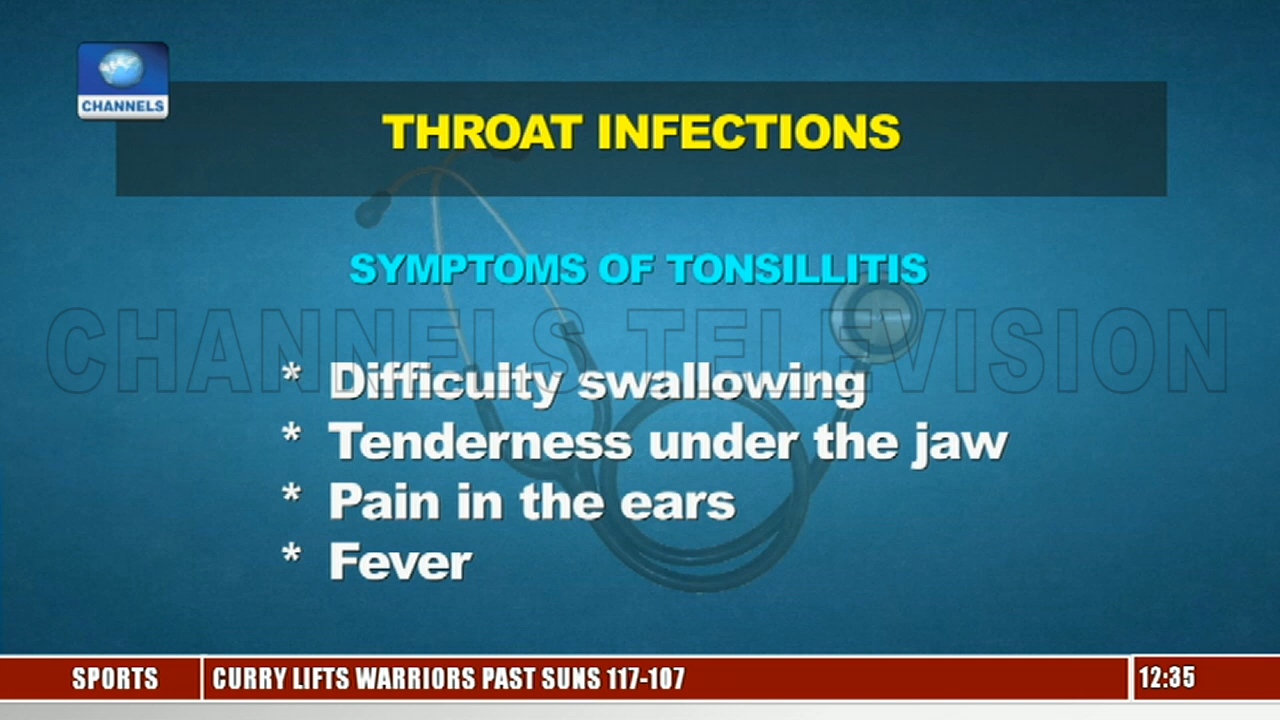 CHANNELS
THROAT INFECTIONS
SYMPTOMS OF TONSILLITIS
CHANNELS TELEVISION
* Difficulty swallowing
* Tenderness under the jaw
* Pain in the ears
* Fever
SPORTS
CURRY LIFTS WARRIORS PAST SUNS 117-107
12:35